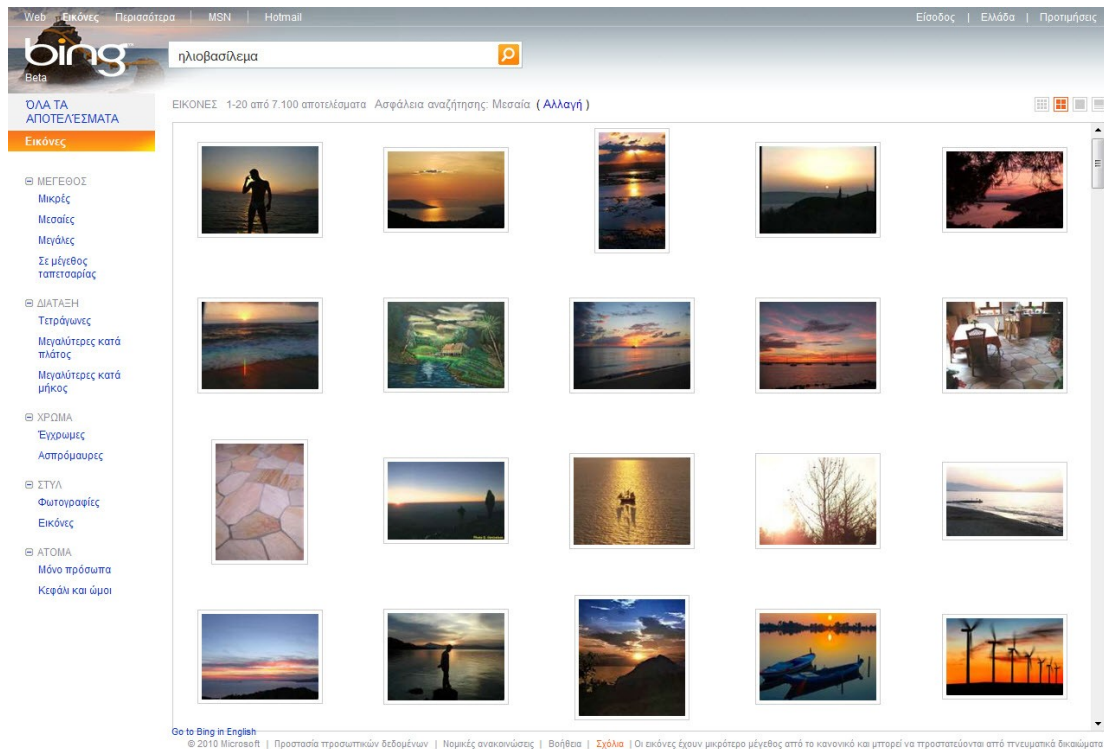 Web Εικόνες Περισσότερα | MSN | Hotmail
Είσοδος | Ελλάδα | Προτιμήσεις
bing
Beta
ηλιοβασίλεμα
ΌΛΑ ΤΑ
ΑΠΟΤΕΛΈΣΜΑΤΑ
ΕΙΚΟΝΕΣ 1-20 από 7.100 αποτελέσματα Ασφάλεια αναζήτησης: Μεσαία ( Αλλαγή )
Εικόνες
ΜΕΓΕΘΟΣ
Μικρές
Μεσαίες
Μεγάλες
Σε μέγεθος
ταπετσαρίας
ΔΙΑΤΑΞΗ
Τετράγωνες
Μεγαλύτερες κατά
πλάτος
Μεγαλύτερες κατά
μήκος
ΧΡΩΜΑ
Έγχρωμες
Ασπρόμαυρες
ΣΤΥΛ
Φωτογραφίες
Εικόνες
ΑΤΟΜΑ
Μόνο πρόσωπα
Κεφάλι και ώμοι
Go to Bing in English
© 2010 Microsoft | Προστασία προσωπικών δεδομένων | Νομικές ανακοινώσεις | Βοήθεια | Σχόλια | Οι εικόνες έχουν μικρότερο μέγεθος από το κανονικό και μπορεί να προστατεύονται από πνευματικά δικαιώματα